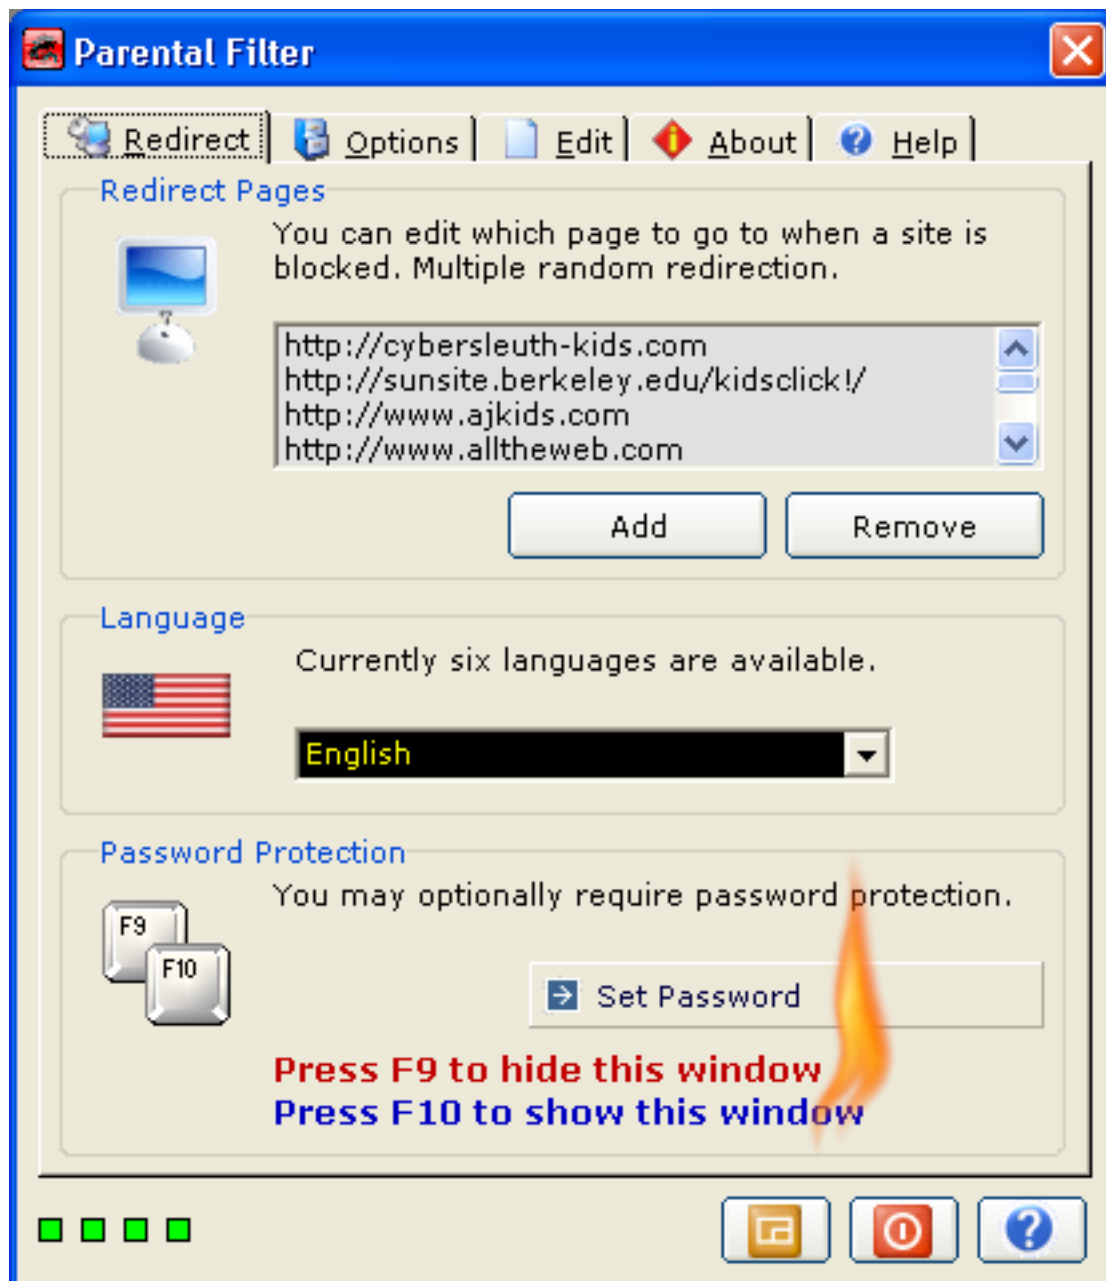 Parental Filter
Redirect Options Edit About Help
Redirect Pages
You can edit which page to go to when a site is
blocked. Multiple random redirection.
http://cybersleuth-kids.com
http://sunsite.berkeley.edu/kidsclick!/
http://www.ajkids.com
http://www.alltheweb.com
Add Remove
Language
Currently six languages are available.
English
Password Protection
You may optionally require password protection.
F9
F10
Set Password
Press F9 to hide this window
Press F10 to show this window